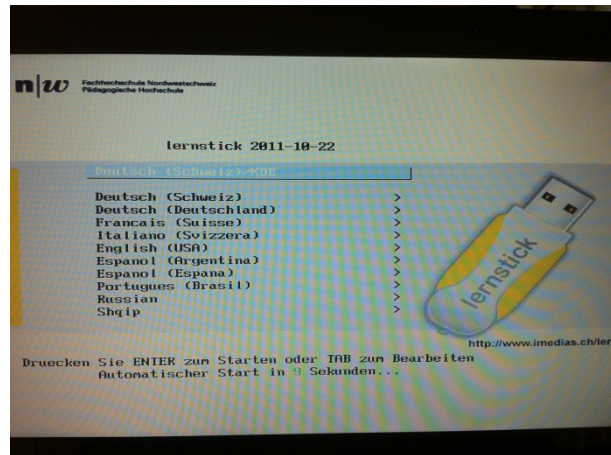 n|w Fachhochschule Nordwestschweiz
Pädagogische Hochschule
lernstick 2011-10-22
Deutsch (Schweiz)/KDE
Deutsch (Schweiz) >
Deutsch (Deutschland) >
Francais (Suisse) >
Italiano (Svizzera) >
English (USA) >
Espanol (Argentina) >
Espanol (Espana) >
Portugues (Brasil) >
Russian >
Shqip >
lernstick
http://www.imedias.ch/ler
Druecken Sie ENTER zum Starten oder TAB zum Bearbeiten
Automatischer Start in 9 Sekunden...